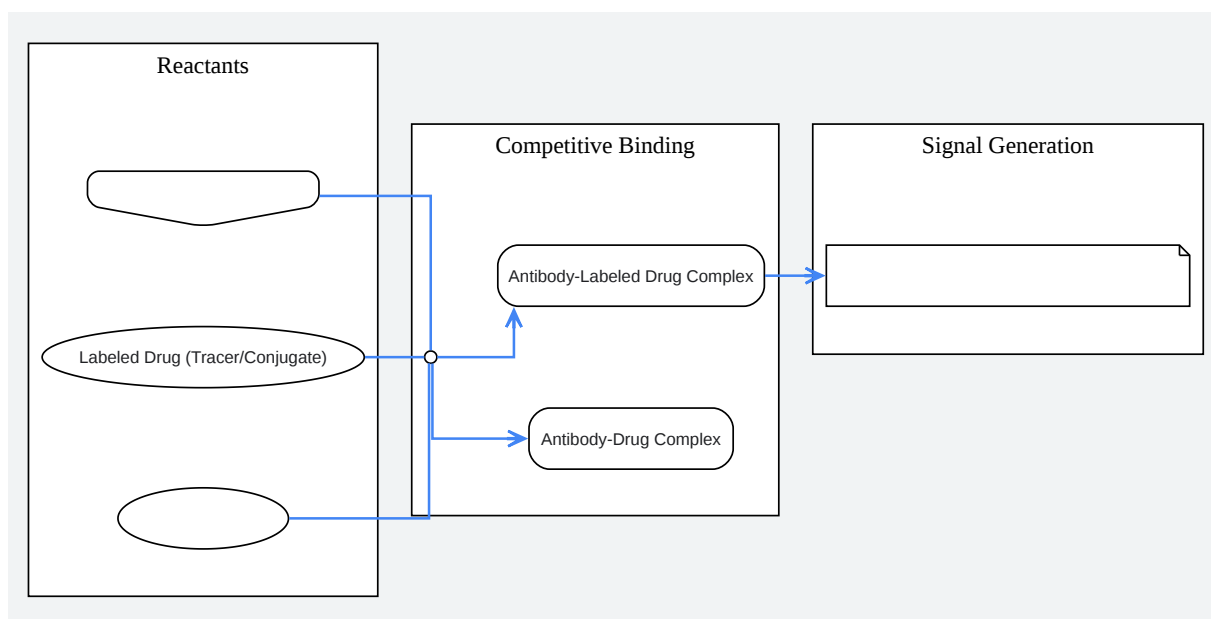 Reactants
Competitive Binding
Signal Generation
Antibody-Labeled Drug Complex
Labeled Drug (Tracer/Conjugate)
Antibody-Drug Complex